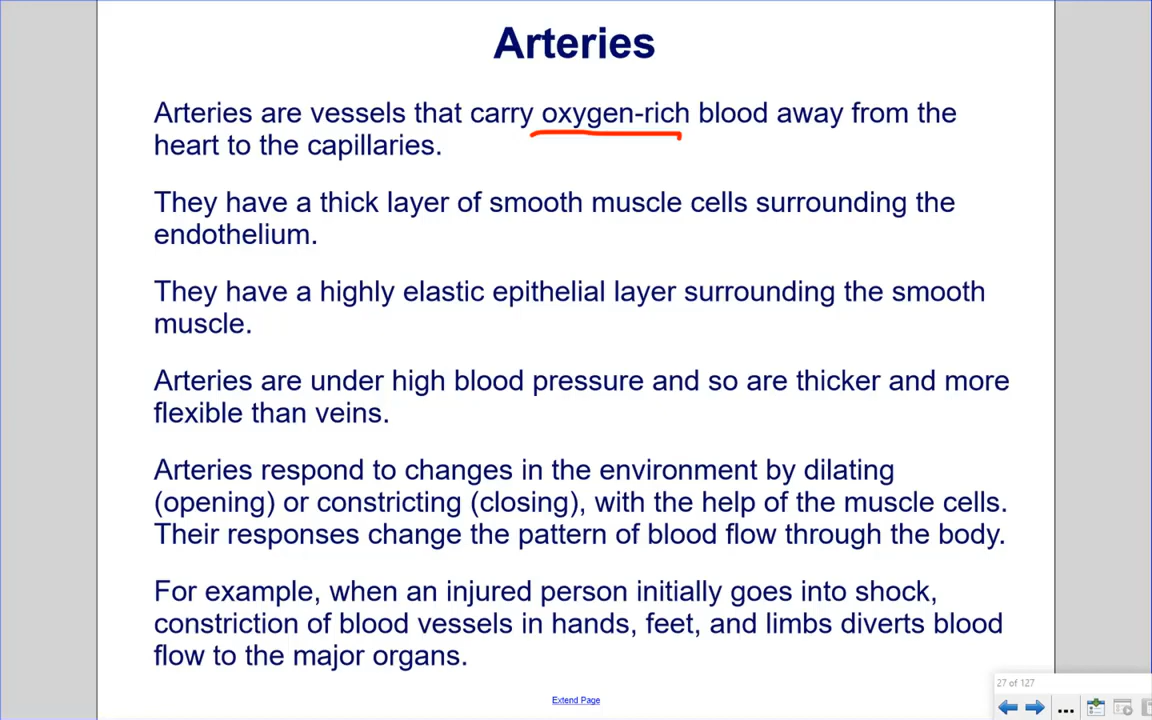 Arteries
Arteries are vessels that carry oxygen-rich blood away from the
heart to the capillaries.
They have a thick layer of smooth muscle cells surrounding the
endothelium.
They have a highly elastic epithelial layer surrounding the smooth
muscle.
Arteries are under high blood pressure and so are thicker and more
flexible than veins.
Arteries respond to changes in the environment by dilating
(opening) or constricting (closing), with the help of the muscle cells.
Their responses change the pattern of blood flow through the body.
For example, when an injured person initially goes into shock,
constriction of blood vessels in hands, feet, and limbs diverts blood
flow to the major organs.
27 of 127
Extend Page